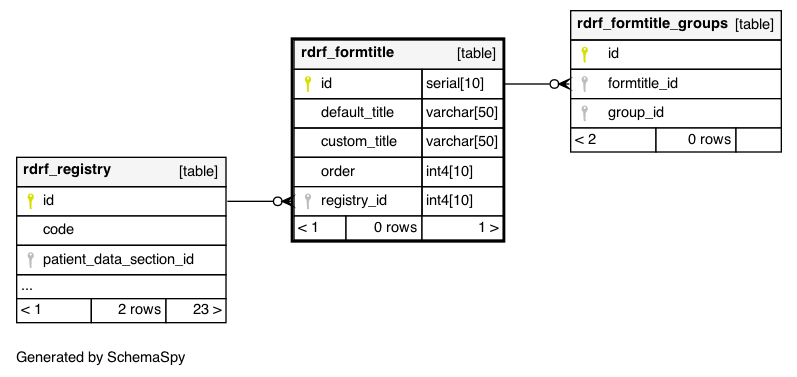 rdrf_formtitle_groups [table]
id
formtitle_id
group_id
< 2 0 rows
rdrf_formtitle [table]
id serial[10]
default_title varchar[50]
custom_title varchar[50]
order int4[10]
registry_id int4[10]
< 1 0 rows 1 >
rdrf_registry [table]
id
code
patient_data_section_id
...
< 1 2 rows 23 >
Generated by SchemaSpy